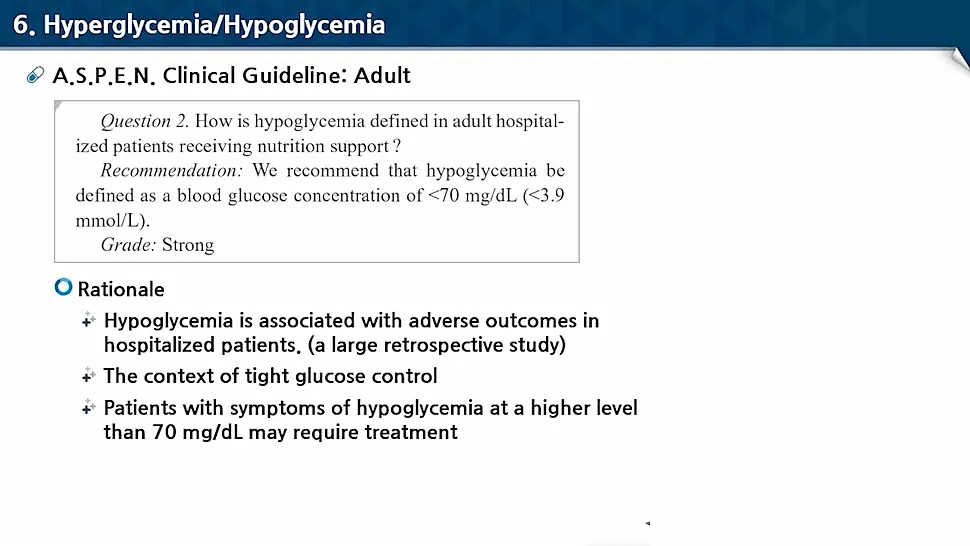 6. Hyperglycemia/Hypoglycemia
A.S.P.E.N. Clinical Guideline: Adult
Question 2. How is hypoglycemia defined in adult hospital-
ized patients receiving nutrition support?
Recommendation: We recommend that hypoglycemia be
defined as a blood glucose concentration of <70 mg/dL (<3.9
mmol/L).
Grade: Strong
Rationale
Hypoglycemia is associated with adverse outcomes in
hospitalized patients. (a large retrospective study)
The context of tight glucose control
Patients with symptoms of hypoglycemia at a higher level
than 70 mg/dL may require treatment